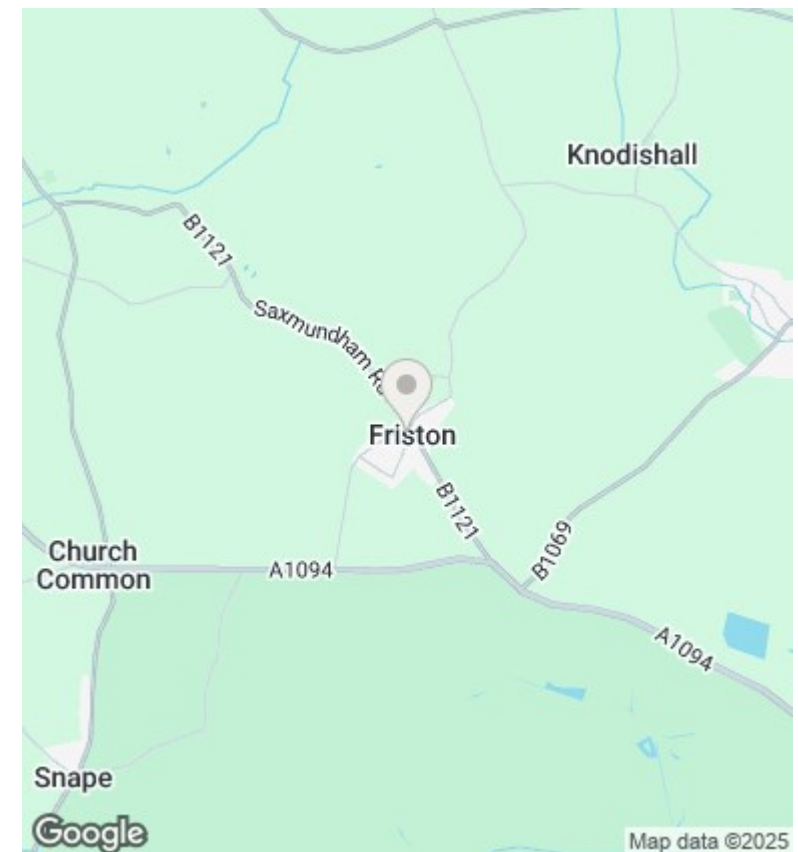 Knodishall
B1121
Saxmundham
Friston
B1121
B1069
Church
Common
A1094
A1094
Snape
Google
Map data ©2025